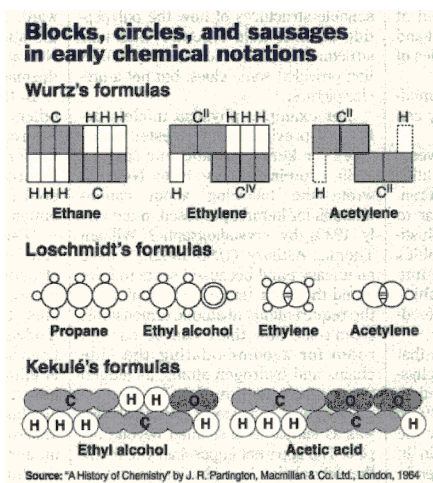 Blocks, circles, and sausages
in early chemical notations
Wurtz's formulas
C H H H Cᴵᴵ H H H Cᴵᴵ H
H H H C H Cᴵⱽ H Cᴵᴵ
Ethane Ethylene Acetylene
Loschmidt's formulas
Propane Ethyl alcohol Ethylene Acetylene
Kekulé's formulas
C H H O C O O
H H H C H H H H C H
Ethyl alcohol Acetic acid
Source: "A History of Chemistry" by J. R. Partington, Macmillan & Co. Ltd., London, 1964